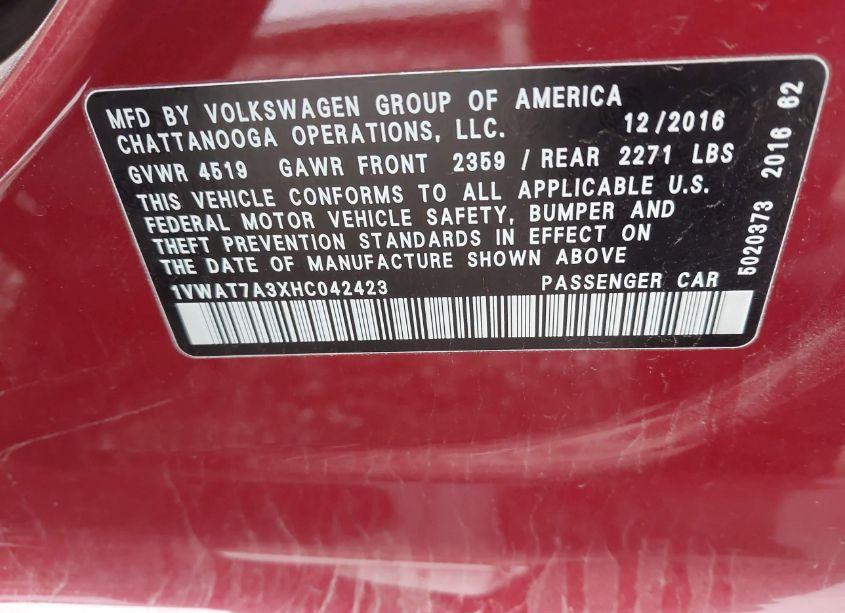 MFD BY VOLKSWAGEN GROUP OF AMERICA
CHATTANOOGA OPERATIONS, LLC. 12/2016
GVWR 4519 GAWR FRONT 2359 / REAR 2271 LBS
THIS VEHICLE CONFORMS TO ALL APPLICABLE U.S.
FEDERAL MOTOR VEHICLE SAFETY, BUMPER AND
THEFT PREVENTION STANDARDS IN EFFECT ON
THE DATE OF MANUFACTURE SHOWN ABOVE
1VWAT7A3XHC042423 PASSENGER CAR
5020373 2016 62